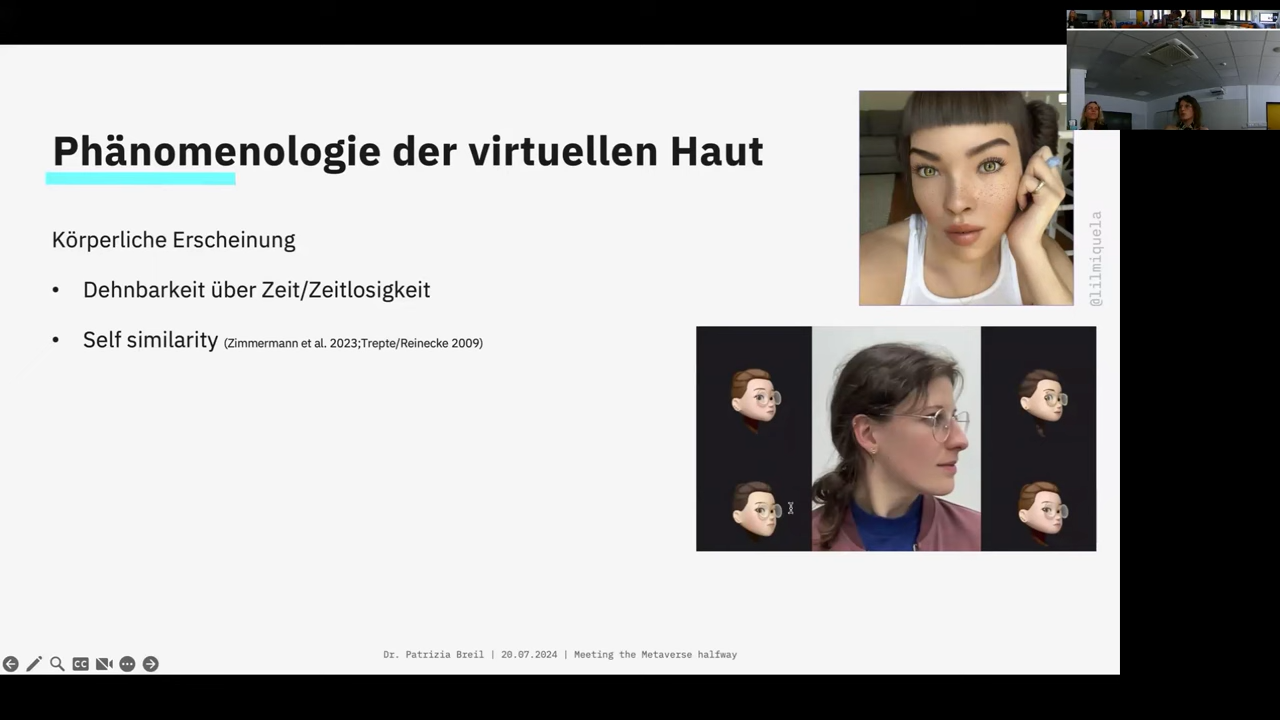 Phänomenologie der virtuellen Haut
Körperliche Erscheinung
• Dehnbarkeit über Zeit/Zeitlosigkeit
• Self similarity (Zimmermann et al. 2023;Trepte/Reinecke 2009)
@lilmiquela
Dr. Patrizia Breil | 20.07.2024 | Meeting the Metaverse halfway
CC